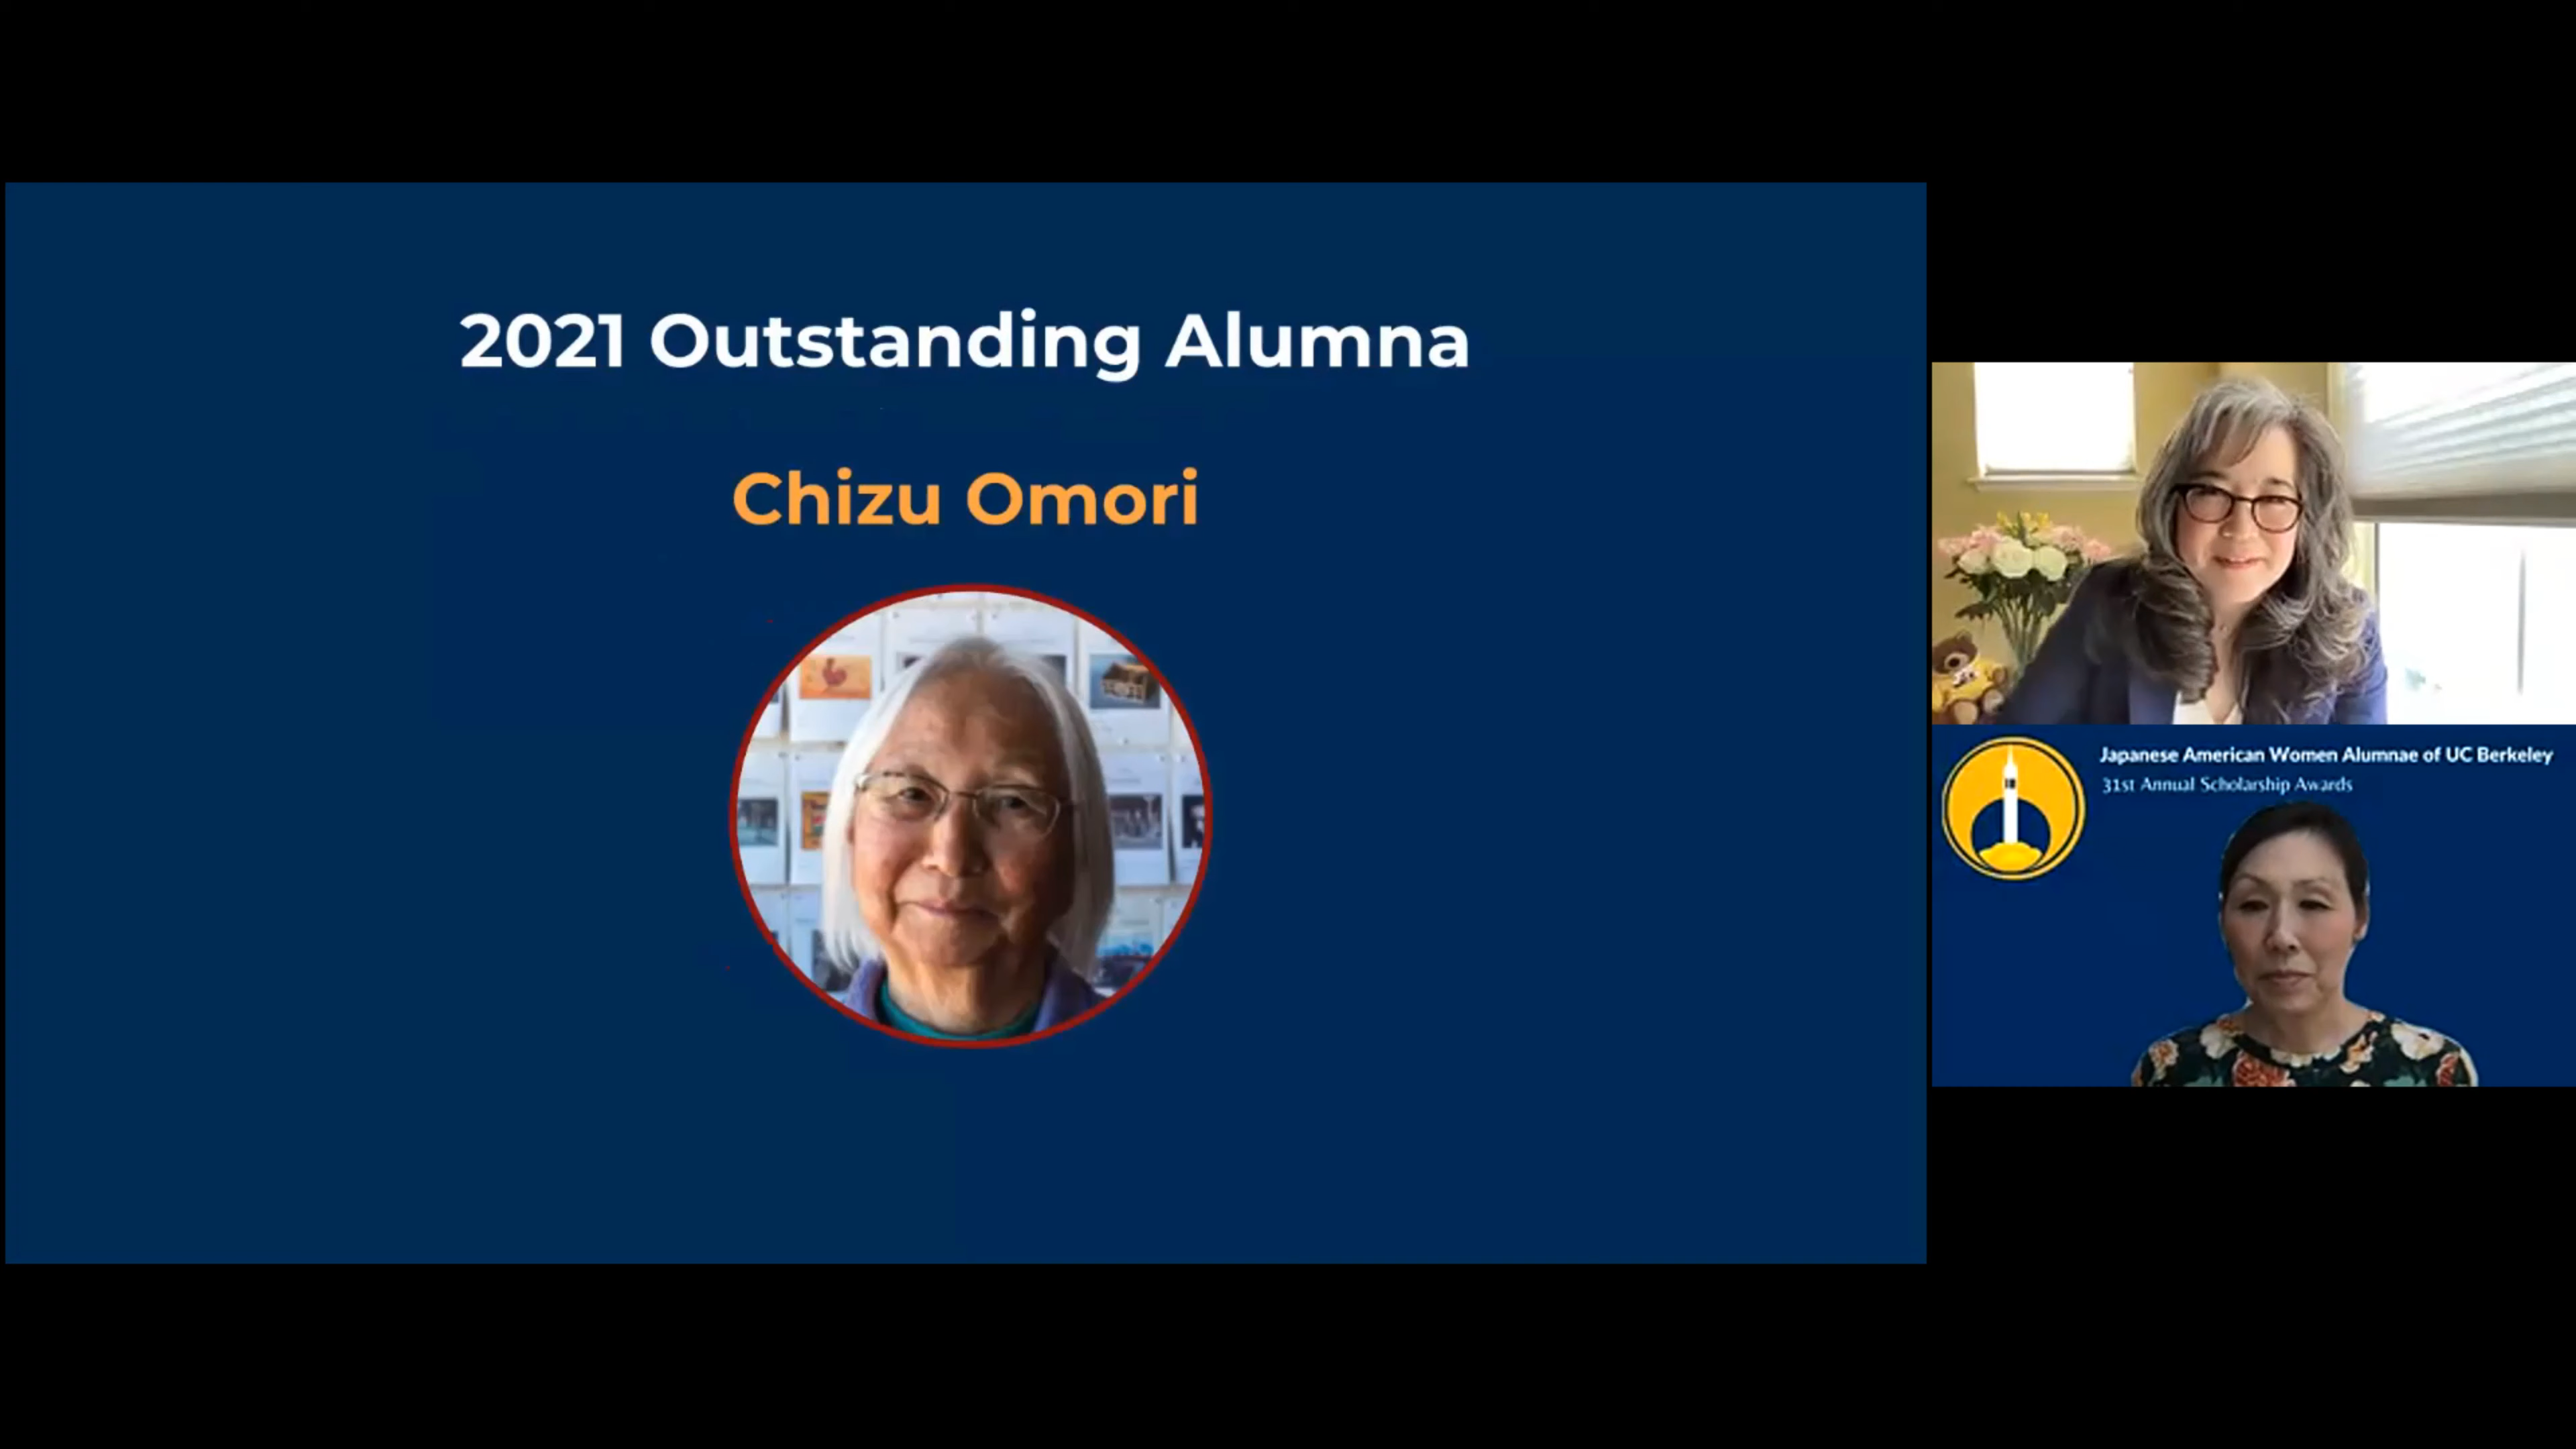 2021 Outstanding Alumna
Chizu Omori
Japanese American Women Alumnae of UC Berkeley
31st Annual Scholarship Awards